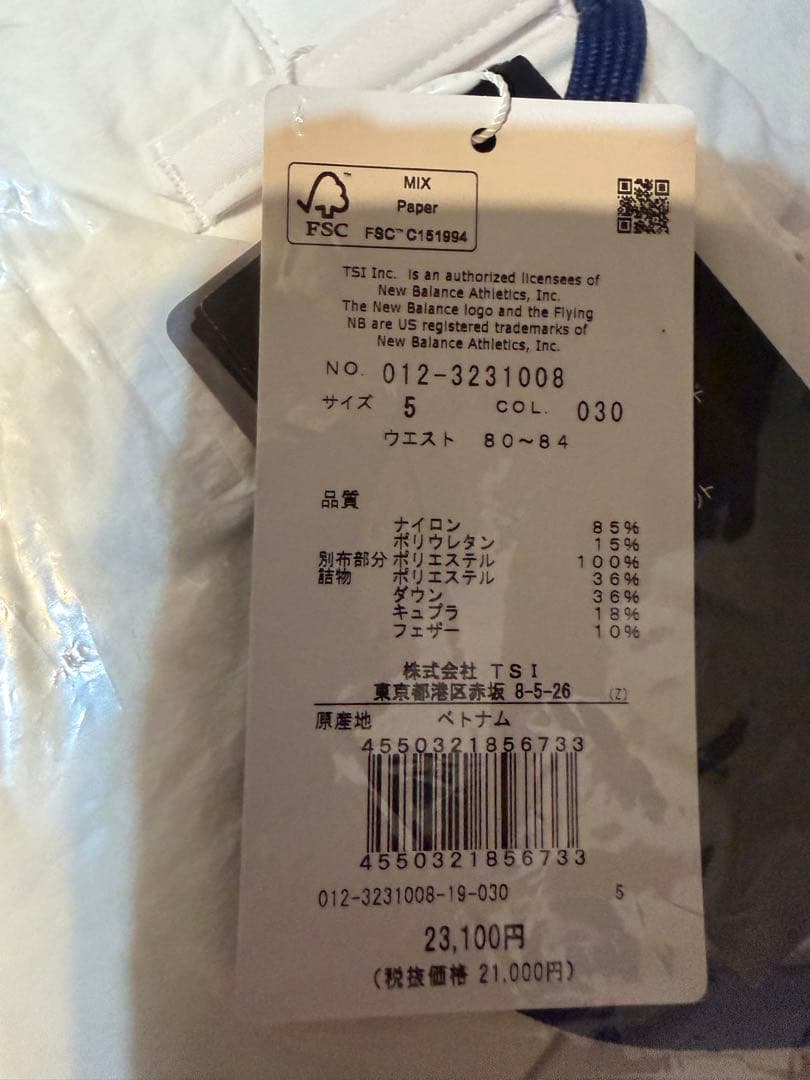 MIX
Paper
FSC
FSC™ C151994
TSI Inc. is an authorized licensees of
New Balance Athletics, Inc.
The New Balance logo and the Flying
NB are US registered trademarks of
New Balance Athletics, Inc.
NO. 012-3231008
サイズ 5 COL. 030
ウエスト 80～84
品質
ナイロン 85%
ポリウレタン 15%
別布部分 ポリエステル 100%
詰物 ポリエステル 36%
ダウン 36%
キュプラ 18%
フェザー 10%
株式会社 TSI
東京都港区赤坂 8-5-26 (Z)
原産地 ベトナム
4550321856733
4550321856733
012-3231008-19-030 5
23,100円
(税抜価格 21,000円)